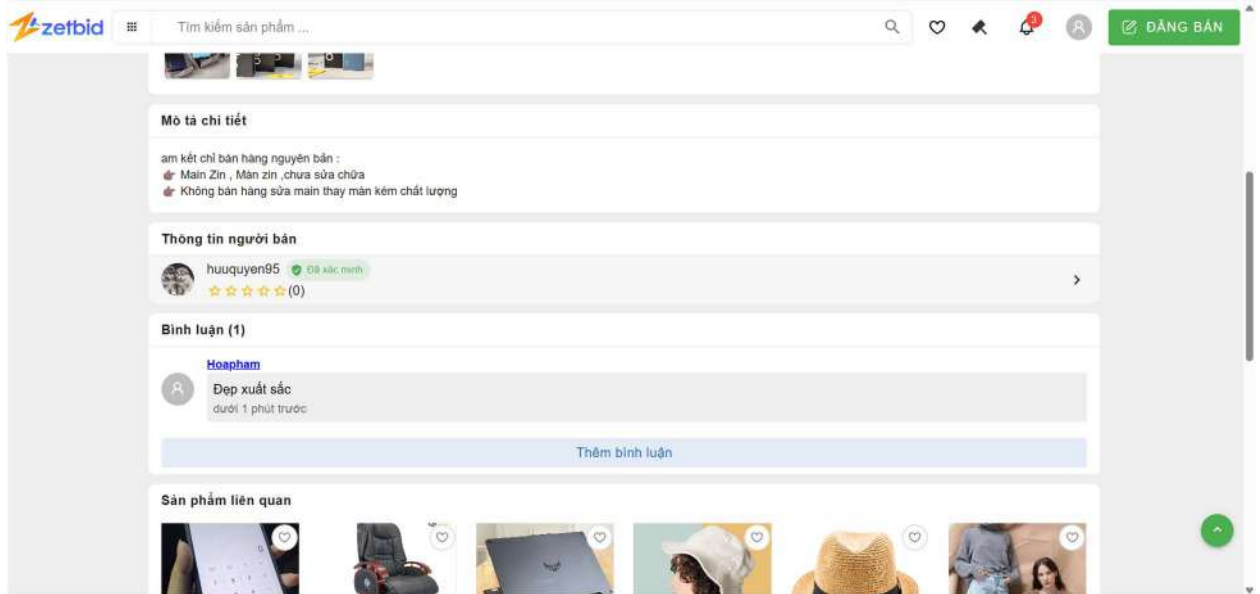 zetbid
Tìm kiếm sản phẩm ...
3
ĐĂNG BÁN
Mô tả chi tiết
am kết chỉ bán hàng nguyên bản :
Main Zin , Màn zin ,chưa sửa chữa
Không bán hàng sửa main thay màn kém chất lượng
Thông tin người bán
huuquyen95 Đã xác minh
(0)
Bình luận (1)
Hoapham
Đẹp xuất sắc
dưới 1 phút trước
Thêm bình luận
Sản phẩm liên quan